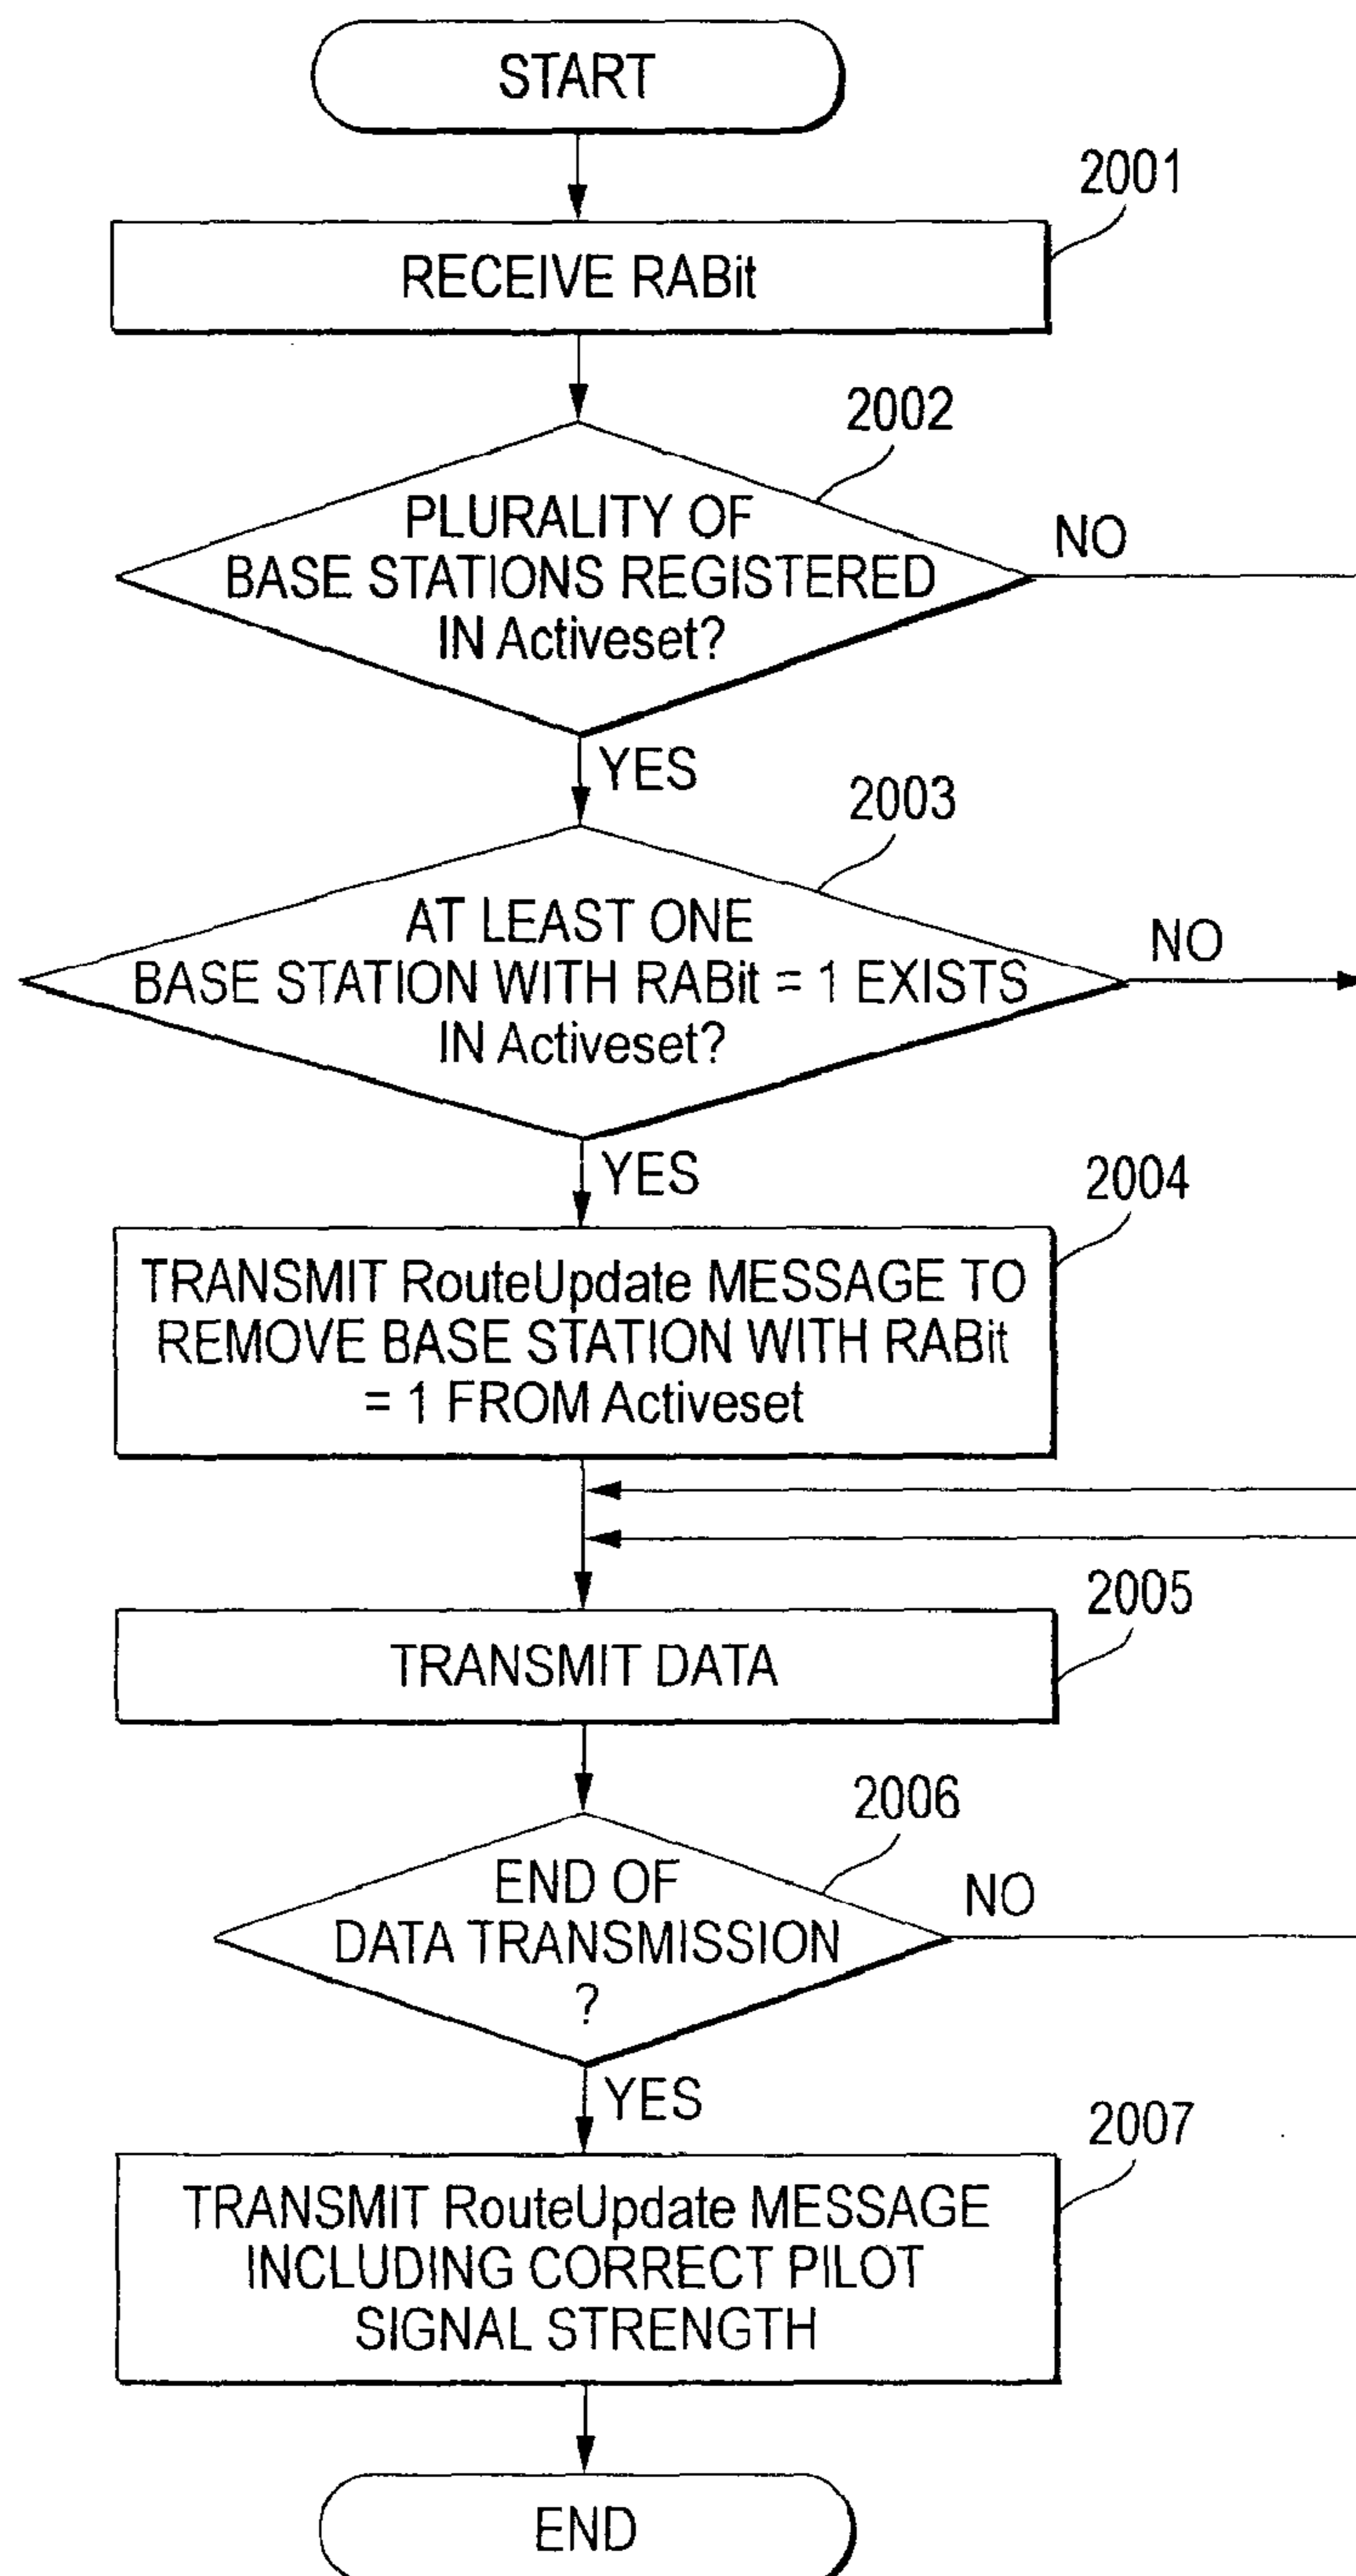 START
2001
RECEIVE RABit
2002
PLURALITY OF
BASE STATIONS REGISTERED
IN Activeset?
NO
YES
2003
AT LEAST ONE
BASE STATION WITH RABit = 1 EXISTS
IN Activeset?
NO
YES
2004
TRANSMIT RouteUpdate MESSAGE TO
REMOVE BASE STATION WITH RABit
= 1 FROM Activeset
2005
TRANSMIT DATA
2006
END OF
DATA TRANSMISSION
?
NO
YES
2007
TRANSMIT RouteUpdate MESSAGE
INCLUDING CORRECT PILOT
SIGNAL STRENGTH
END